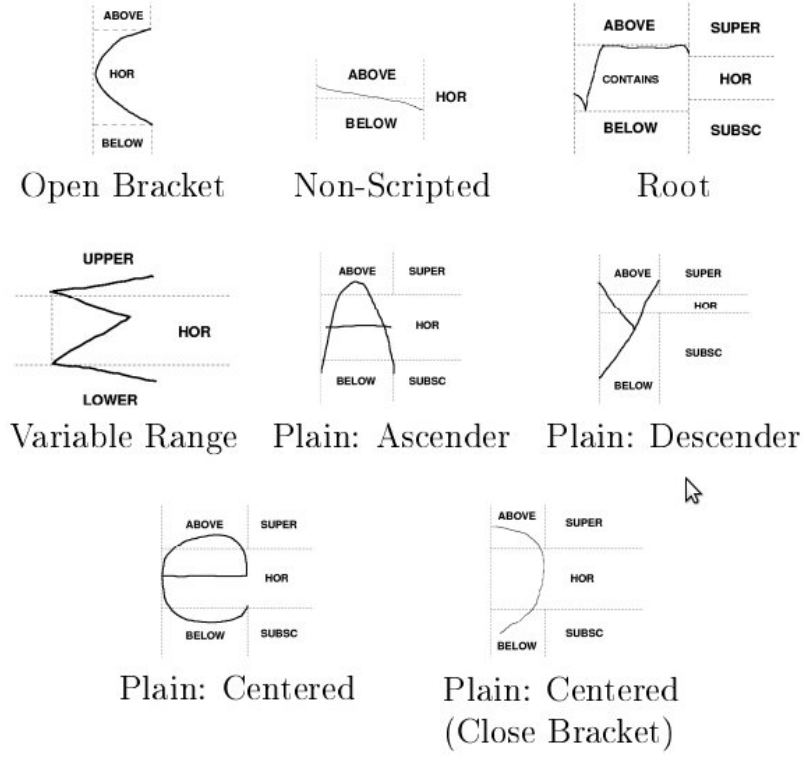 ABOVE
HOR
BELOW
Open Bracket
ABOVE
HOR
BELOW
Non-Scripted
ABOVE SUPER
CONTAINS HOR
BELOW SUBSC
Root
UPPER
HOR
LOWER
Variable Range
ABOVE SUPER
HOR
BELOW SUBSC
Plain: Ascender
ABOVE SUPER
HOR
SUBSC
BELOW
Plain: Descender
ABOVE SUPER
HOR
BELOW SUBSC
Plain: Centered
ABOVE SUPER
HOR
SUBSC
BELOW
Plain: Centered
(Close Bracket)